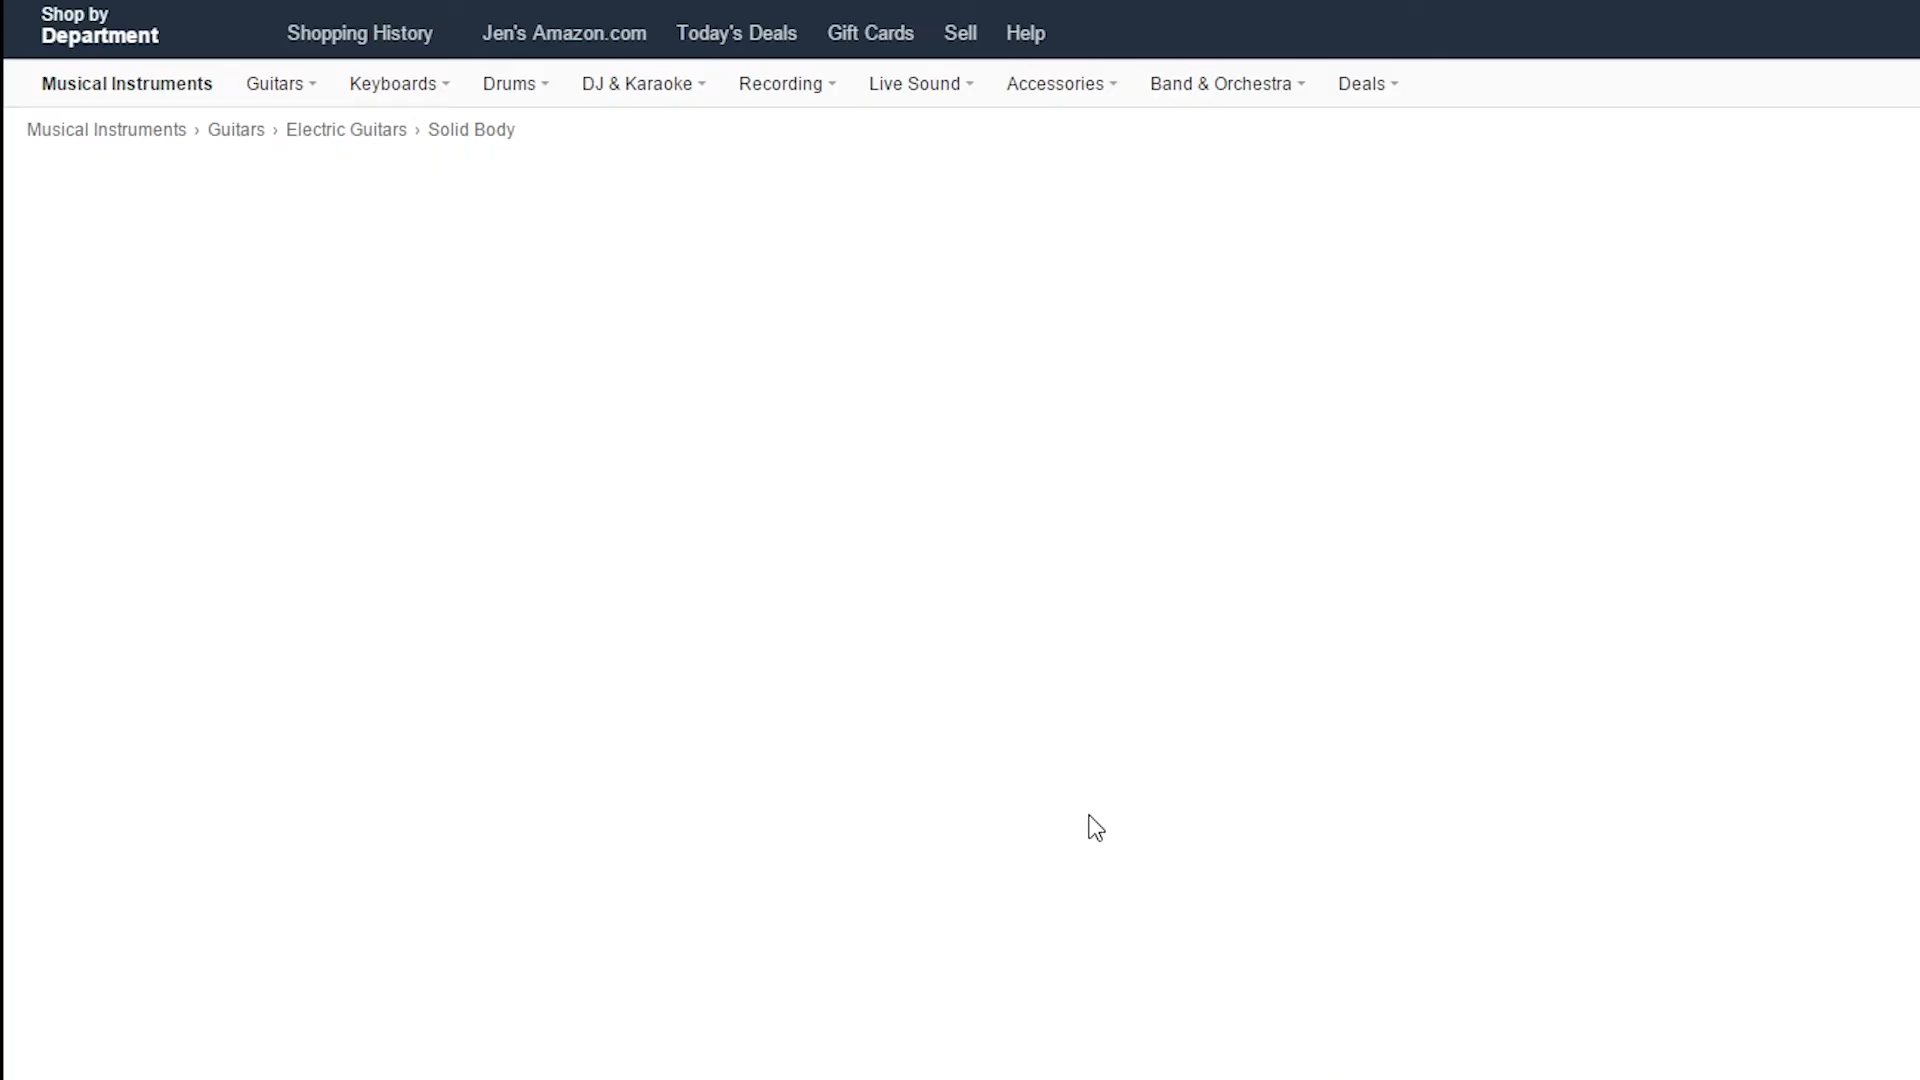 Shop by
Department
Shopping History Jen's Amazon.com Today's Deals Gift Cards Sell Help
Musical Instruments Guitars Keyboards Drums DJ & Karaoke Recording Live Sound Accessories Band & Orchestra Deals
Musical Instruments › Guitars › Electric Guitars › Solid Body